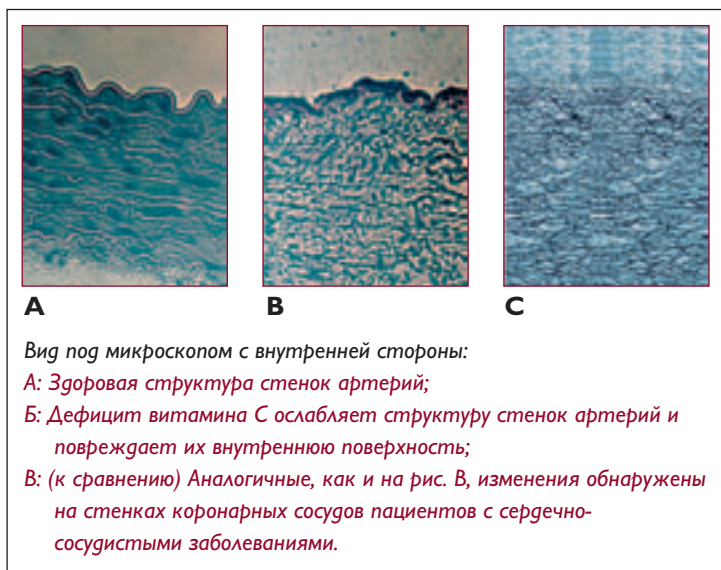 A B C
Вид под микроскопом с внутренней стороны:
А: Здоровая структура стенок артерий;
Б: Дефицит витамина С ослабляет структуру стенок артерий и
повреждает их внутреннюю поверхность;
В: (к сравнению) Аналогичные, как и на рис. В, изменения обнаружены
на стенках коронарных сосудов пациентов с сердечно-
сосудистыми заболеваниями.